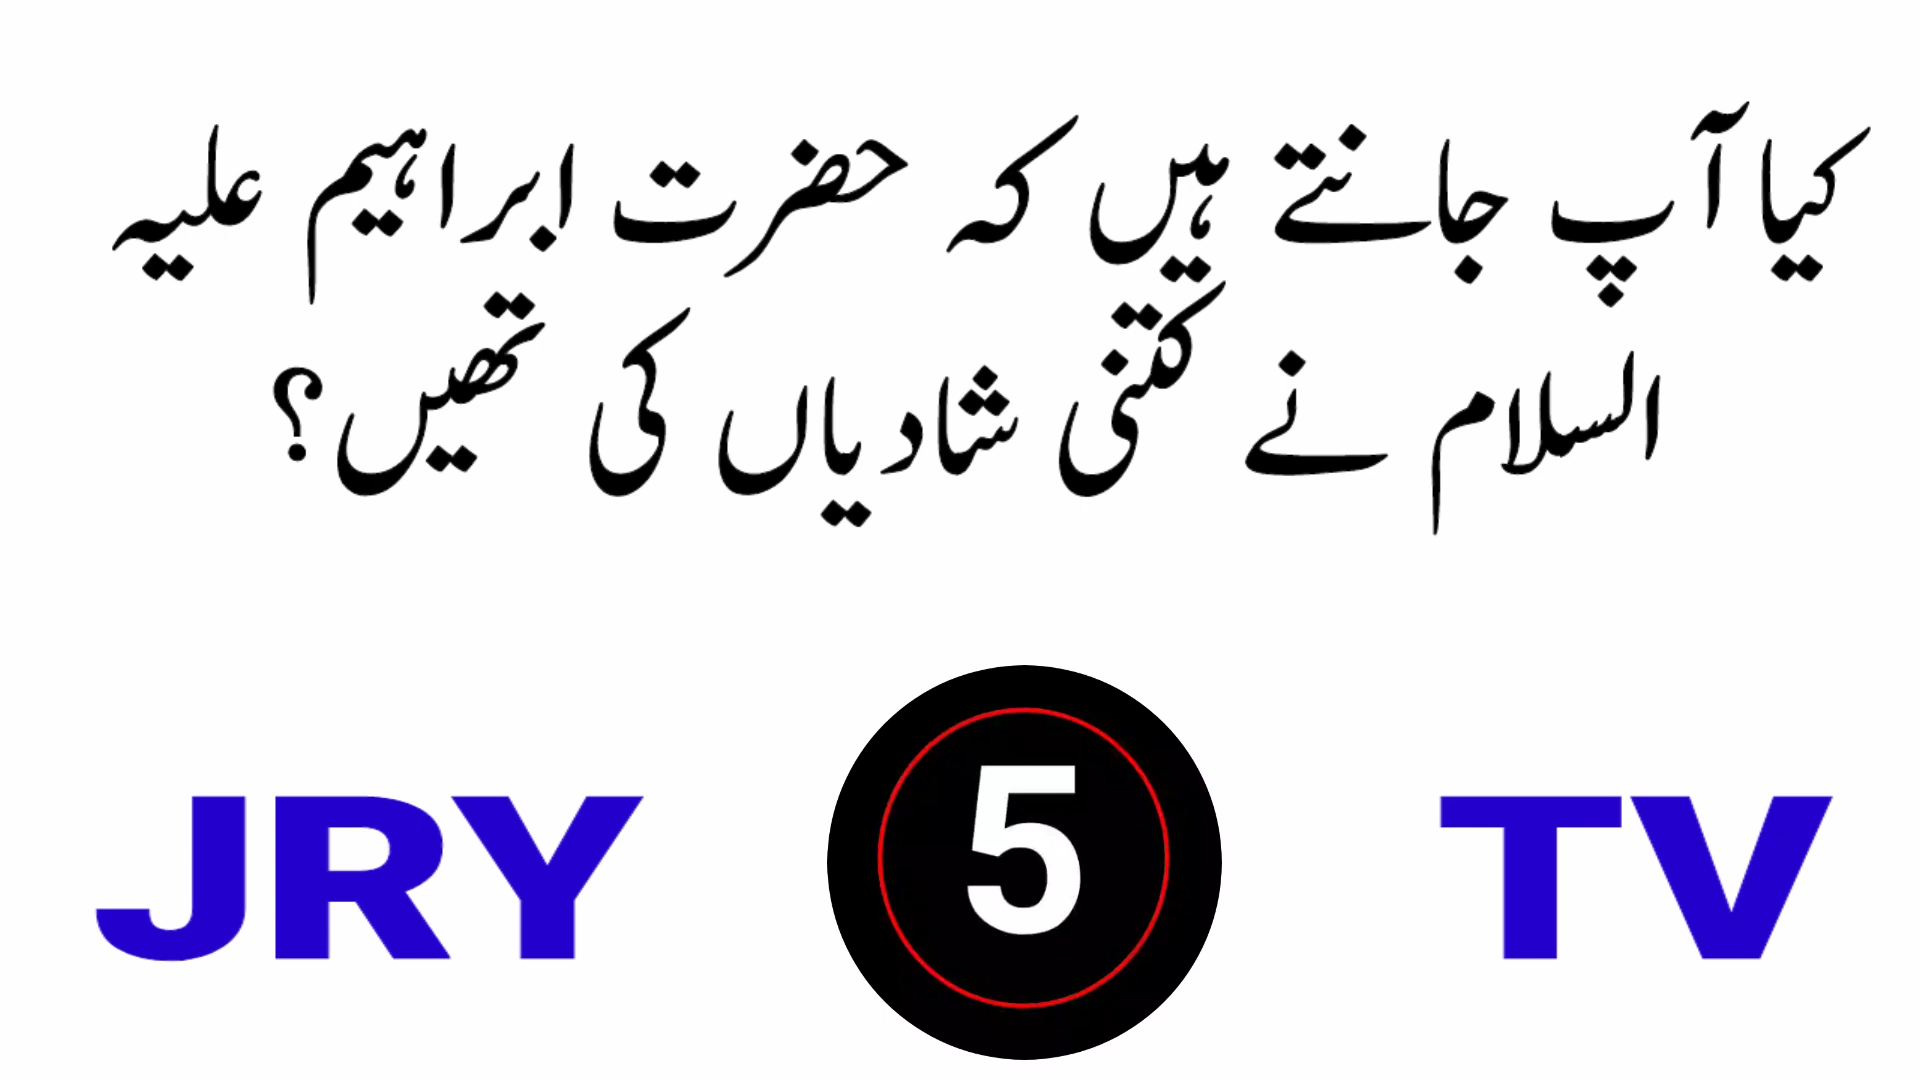 کیا آپ جانتے ہیں کہ حضرت ابراہیم علیہ
السلام نے کتنی شادیاں کی تھیں؟
JRY 5 TV